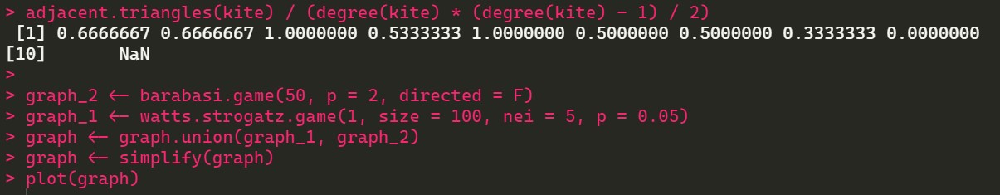 > adjacent.triangles(kite) / (degree(kite) * (degree(kite) - 1) / 2)
[1] 0.6666667 0.6666667 1.0000000 0.5333333 1.0000000 0.5000000 0.5000000 0.3333333 0.0000000
[10] NaN
>
> graph_2 <- barabasi.game(50, p = 2, directed = F)
> graph_1 <- watts.strogatz.game(1, size = 100, nei = 5, p = 0.05)
> graph <- graph.union(graph_1, graph_2)
> graph <- simplify(graph)
> plot(graph)